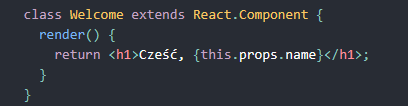 class Welcome extends React.Component {
  render() {
    return <h1>Cześć, {this.props.name}</h1>;
  }
}